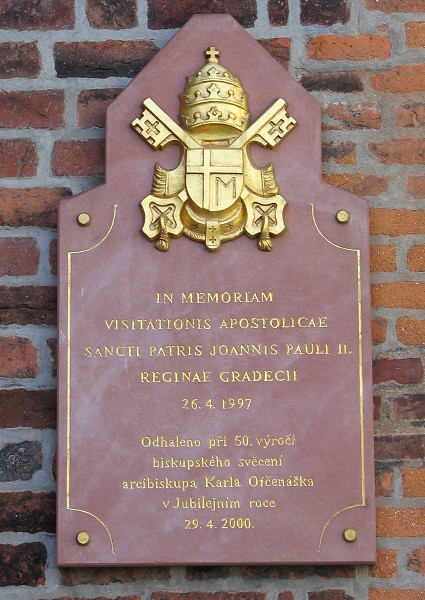 M
IN MEMORIAM
VISITATIONIS APOSTOLICAE
SANCTI PATRIS JOANNIS PAULI II.
REGINAE GRADECII
26. 4. 1997
Odhaleno při 50. výročí
biskupského svěcení
arcibiskupa Karla Otčenáška
v Jubilejním roce
29. 4. 2000.